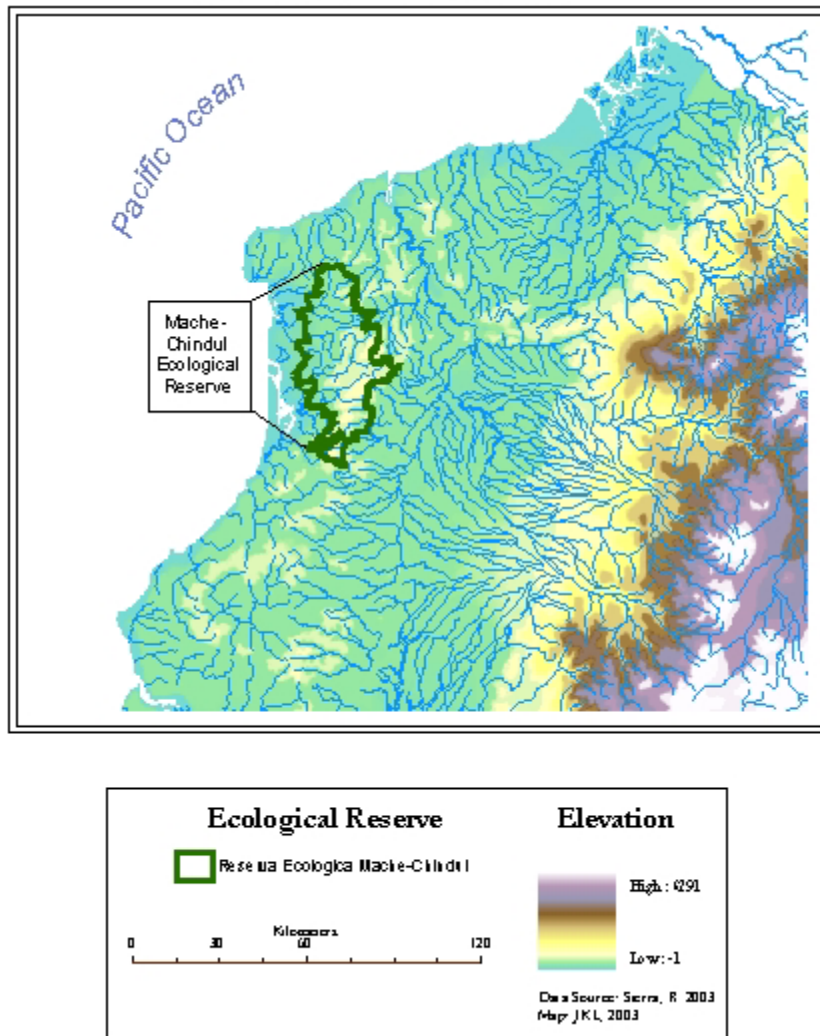 Pacific Ocean
Mache-
Chindul
Ecological
Reserve
Ecological Reserve
Reserva Ecologica Mache-Chindul
Kilometers
0 30 60 120
Elevation
High : 6291
Low : -1
Data Source: Sierra, R. 2003
Map: JKL, 2003